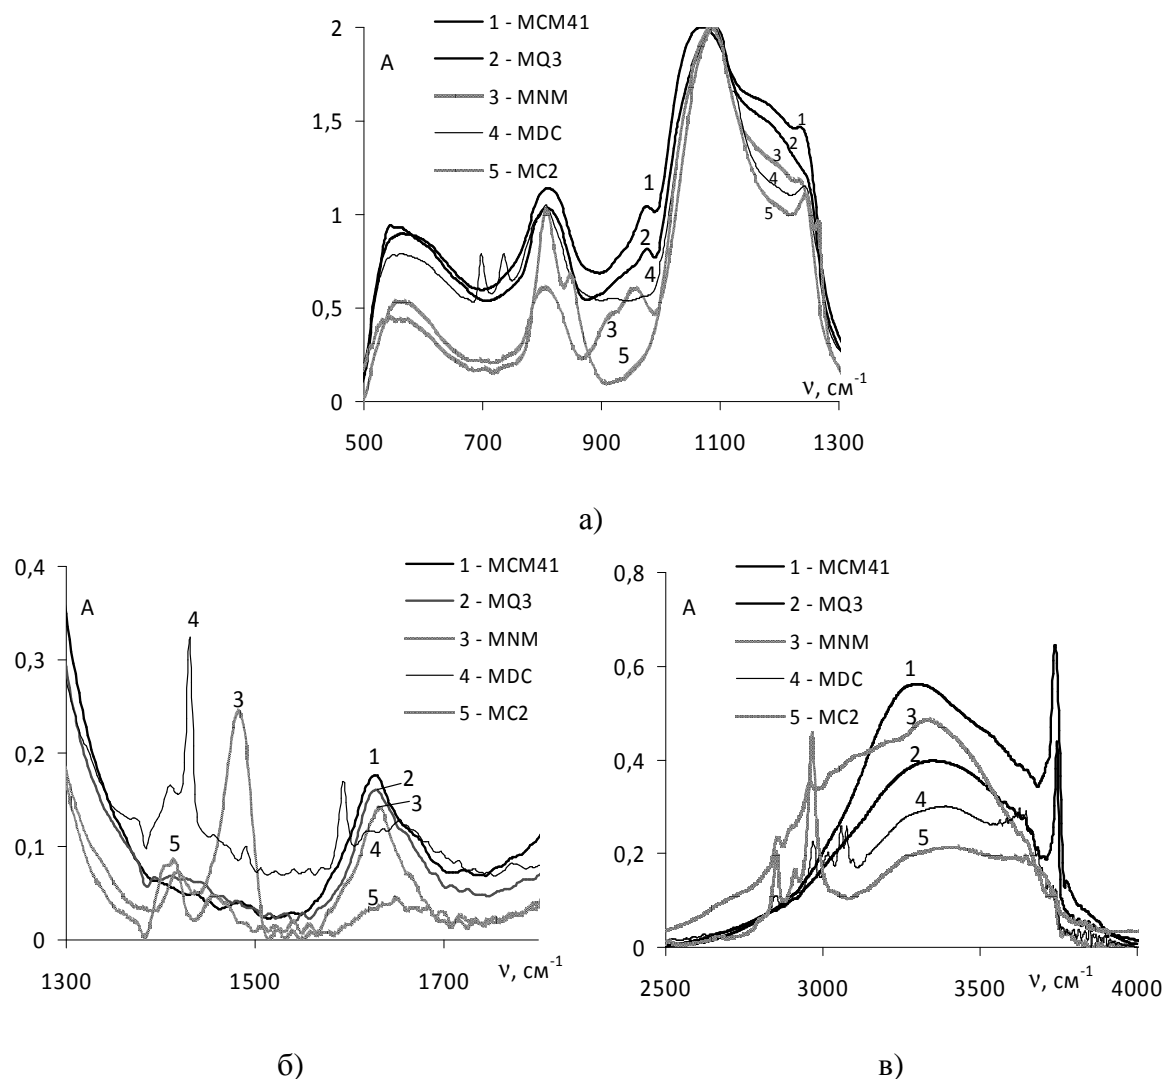 1 - MCM41
2 - MQ3
3 - MNM
4 - MDC
5 - MC2
A
2
1,5
1
0,5
0
1
2
3
4
5
1
2
4
3
5
ν, см-1
500 700 900 1100 1300
а)
1 - MCM41
2 - MQ3
3 - MNM
4 - MDC
5 - MC2
A
0,4
0,3
0,2
0,1
0
4
3
5
1
2
3
4
5
ν, см-1
1300 1500 1700
б)
1 - MCM41
2 - MQ3
3 - MNM
4 - MDC
5 - MC2
A
0,8
0,6
0,4
0,2
0
1
3
2
4
5
ν, см-1
2500 3000 3500 4000
в)